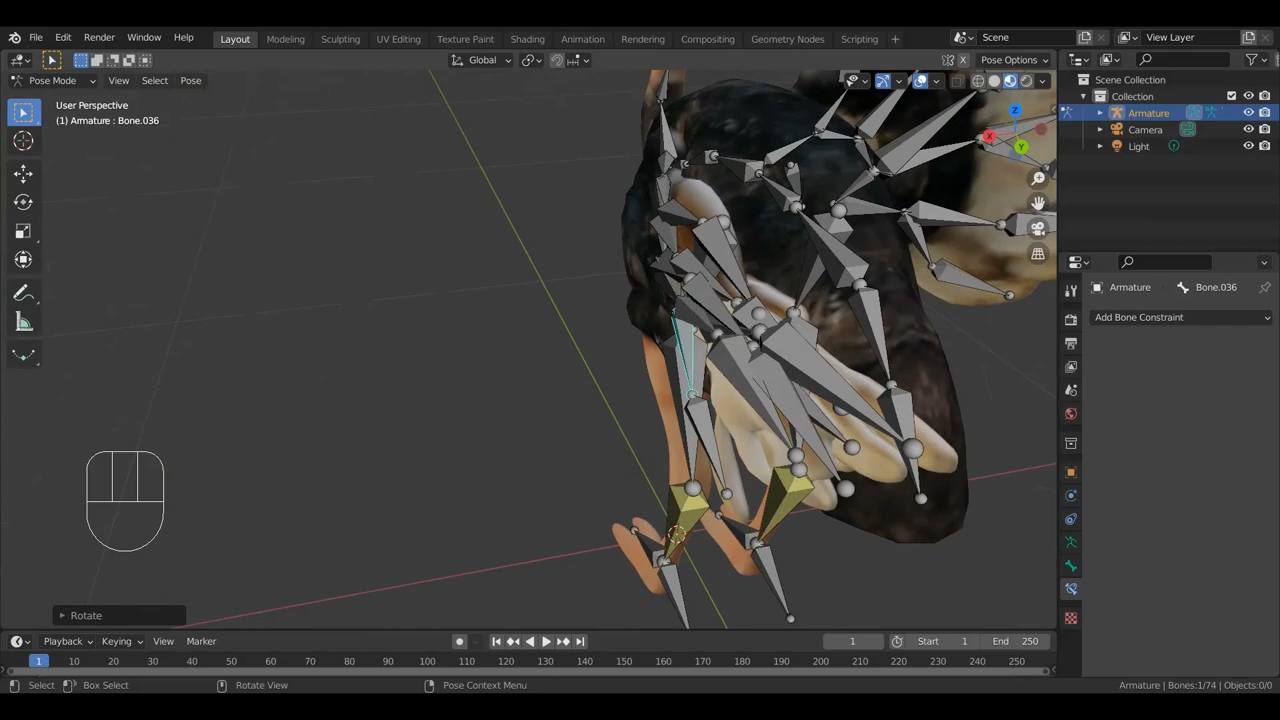 File Edit Render Window Help Layout Modeling Sculpting UV Editing Texture Paint Shading Animation Rendering Compositing Geometry Nodes Scripting + Scene View Layer
Global Pose Options
Pose Mode View Select Pose
User Perspective
(1) Armature : Bone.036
Scene Collection
Collection
Armature
Camera
Light
Z
X
Y
Armature Bone.036
Add Bone Constraint
Rotate
Playback Keying View Marker 1 Start 1 End 250
1 10 20 30 40 50 60 70 80 90 100 110 120 130 140 150 160 170 180 190 200 210 220 230 240 250
Select Box Select Rotate View Pose Context Menu Armature | Bones:1/74 | Objects:0/0